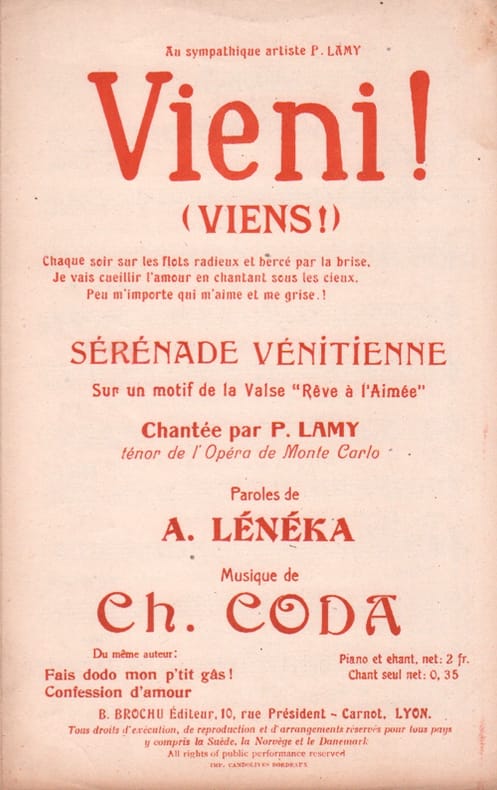 Au sympathique artiste P. LAMY
Vieni !
(VIENS !)
Chaque soir sur les flots radieux et bercé par la brise,
Je vais cueillir l'amour en chantant sous les cieux.
Peu m'importe qui m'aime et me grise.!
SÉRÉNADE VÉNITIENNE
Sur un motif de la Valse "Rêve à l'Aimée"
Chantée par P. LAMY
ténor de l'Opéra de Monte Carlo
Paroles de
A. LÉNÉKA
Musique de
Ch. CODA
Du même auteur:
Fais dodo mon p'tit gâs !
Confession d'amour
Piano et chant, net: 2 fr.
Chant seul net: 0, 35
B. BROCHU Éditeur, 10, rue Président - Carnot, LYON.
Tous droits d'exécution, de reproduction et d'arrangements réservés pour tous pays
y compris la Suède, la Norvège et le Danemark
All rights of public performance reserved
IMP. CANDOLIVES BORDEAUX